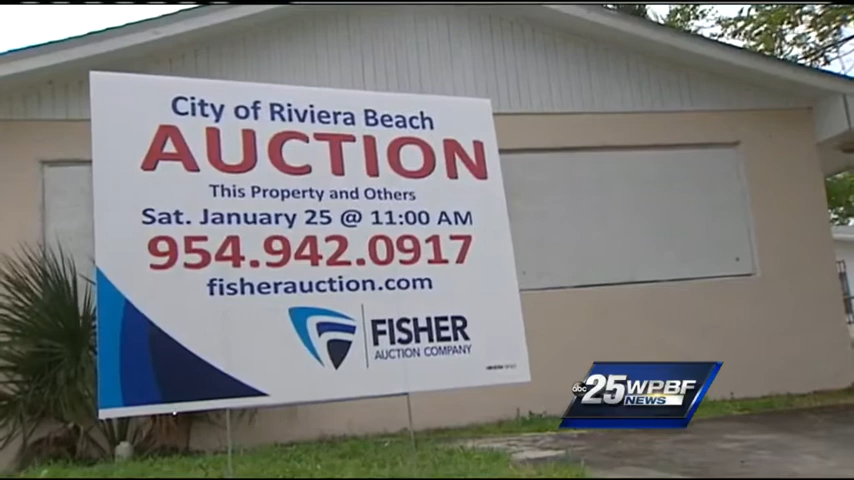 City of Riviera Beach
AUCTION
This Property and Others
Sat. January 25 @ 11:00 AM
954.942.0917
fisherauction.com
FISHER
AUCTION COMPANY
abc 25 WPBF
NEWS